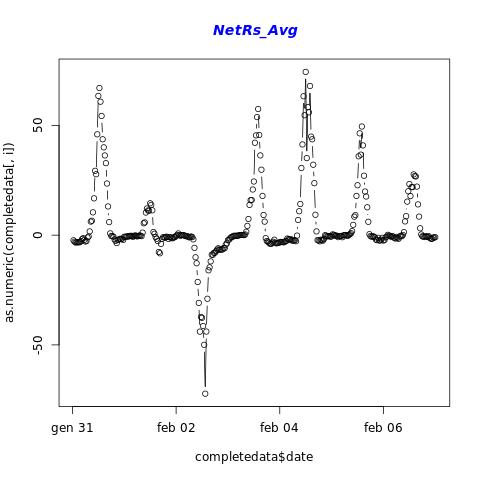 NetRs_Avg
as.numeric(completedata[, i])
50
0
-50
gen 31
feb 02
feb 04
feb 06
completedata$date